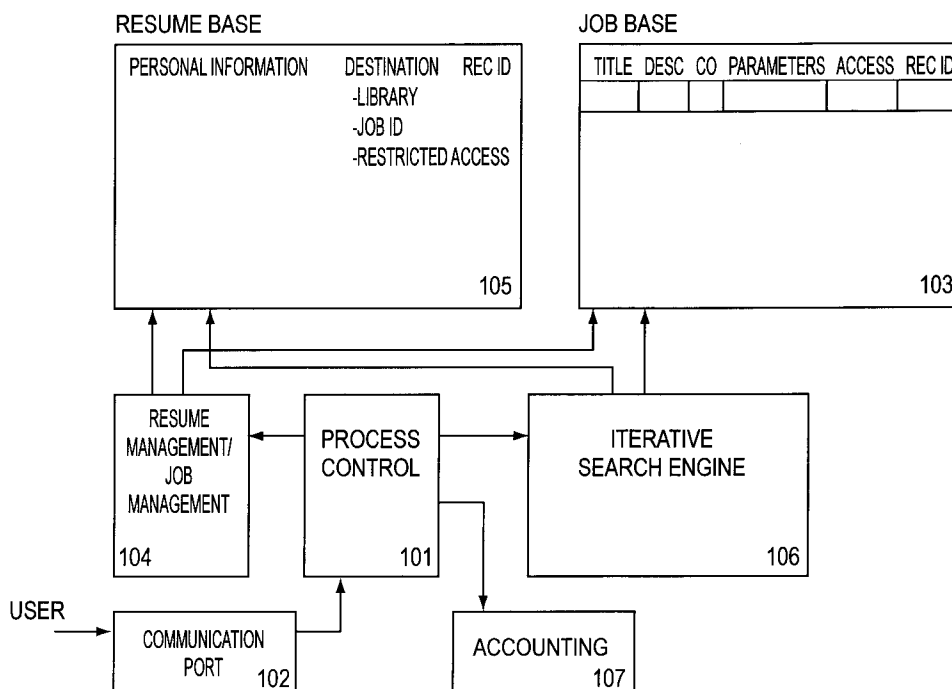 RESUME BASE
PERSONAL INFORMATION DESTINATION REC ID
-LIBRARY
-JOB ID
-RESTRICTED ACCESS
105
JOB BASE
TITLE DESC CO PARAMETERS ACCESS REC ID
103
RESUME
MANAGEMENT/
JOB
MANAGEMENT
104
PROCESS
CONTROL
101
ITERATIVE
SEARCH ENGINE
106
USER
COMMUNICATION
PORT
102
ACCOUNTING
107